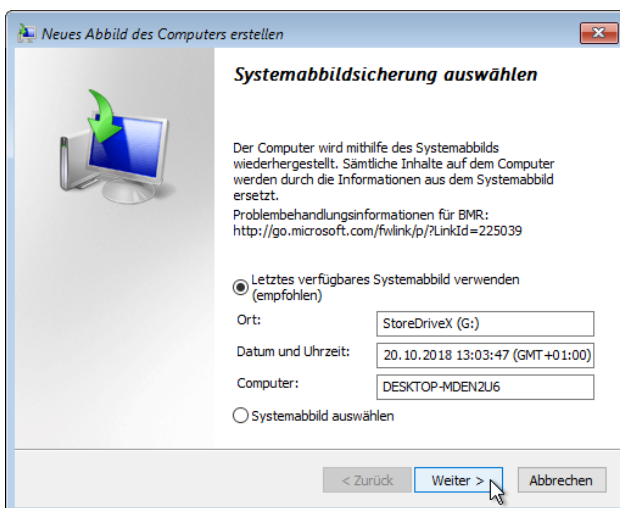 Neues Abbild des Computers erstellen
Systemabbildsicherung auswählen
Der Computer wird mithilfe des Systemabbilds
wiederhergestellt. Sämtliche Inhalte auf dem Computer
werden durch die Informationen aus dem Systemabbild
ersetzt.
Problembehandlungsinformationen für BMR:
http://go.microsoft.com/fwlink/p/?LinkId=225039
Letztes verfügbares Systemabbild verwenden
(empfohlen)
Ort: StoreDriveX (G:)
Datum und Uhrzeit: 20.10.2018 13:03:47 (GMT+01:00)
Computer: DESKTOP-MDEN2U6
Systemabbild auswählen
< Zurück Weiter > Abbrechen